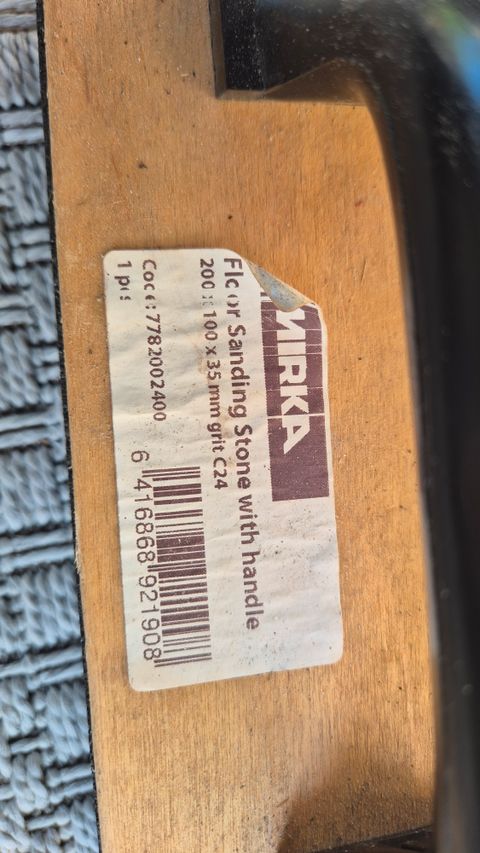 MIRKA
Floor Sanding Stone with handle
200 x 100 x 35 mm grit C24
Code: 7782002400
1 pcs
6 416868 921908